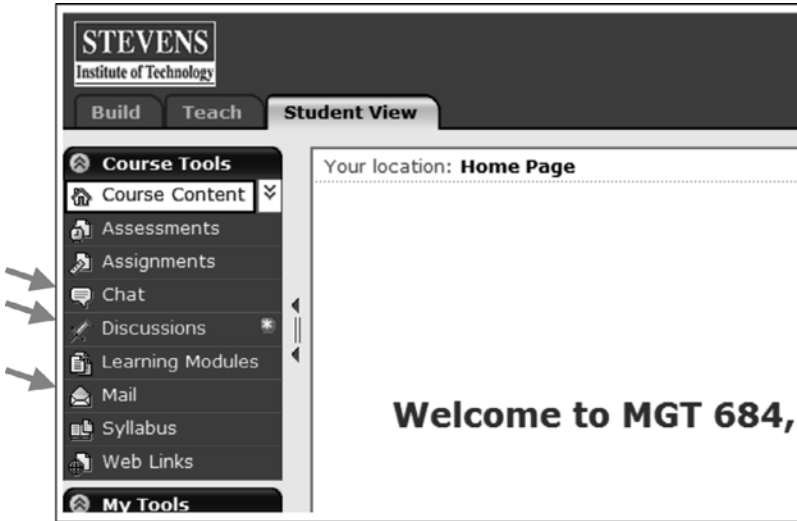 STEVENS
Institute of Technology
Build Teach Student View
Course Tools
Your location: Home Page
Course Content
Assessments
Assignments
Chat
Discussions
Learning Modules
Mail
Syllabus
Web Links
My Tools
Welcome to MGT 684,